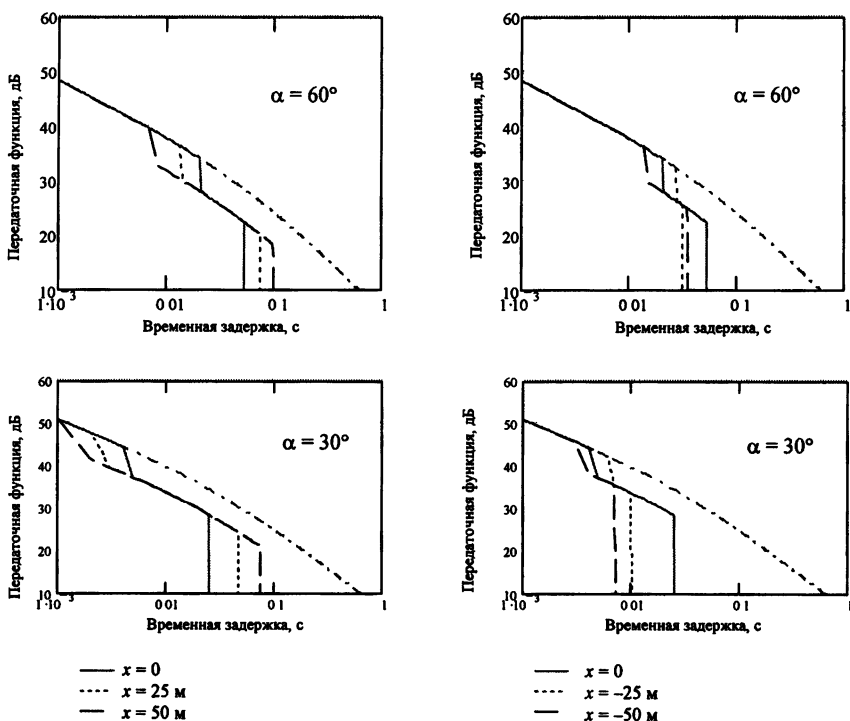 60
50
40
30
20
10
1·10⁻³
0 01
0 1
1
α = 60°
Передаточная функция, дБ
Временная задержка, с
60
50
40
30
20
10
1·10⁻³
0 01
0 1
1
α = 60°
Передаточная функция, дБ
Временная задержка, с
60
50
40
30
20
10
1·10⁻³
0 01
0 1
1
α = 30°
Передаточная функция, дБ
Временная задержка, с
60
50
40
30
20
10
1·10⁻³
0 01
0 1
1
α = 30°
Передаточная функция, дБ
Временная задержка, с
x = 0
x = 25 м
x = 50 м
x = 0
x = –25 м
x = –50 м